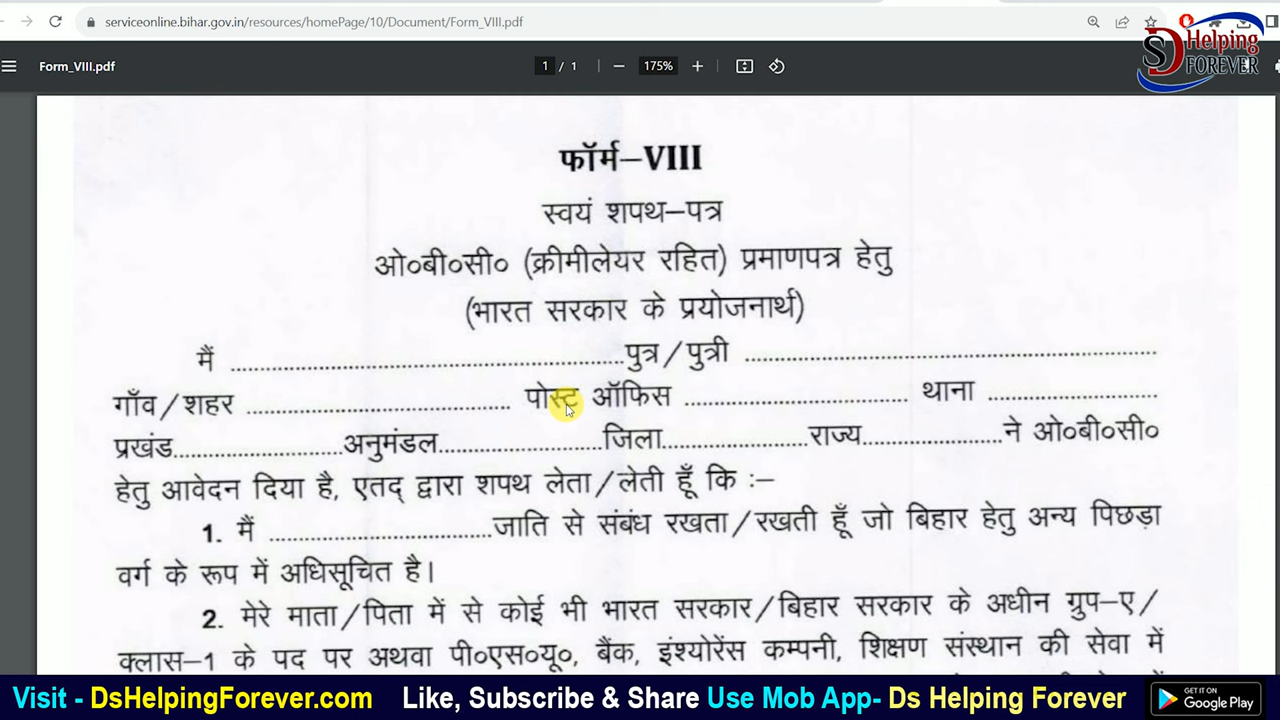 serviceonline.bihar.gov.in/resources/homePage/10/Document/Form_VIII.pdf
SD Helping FOREVER
Form_VIII.pdf
1 / 1
175%
फॉर्म–VIII
स्वयं शपथ–पत्र
ओ०बी०सी० (क्रीमीलेयर रहित) प्रमाणपत्र हेतु
(भारत सरकार के प्रयोजनार्थ)
मैं ........................................................पुत्र/पुत्री ............................................................
गाँव/शहर ...................................... पोस्ट ऑफिस ................................ थाना ........................
प्रखंड........................अनुमंडल........................जिला.....................राज्य....................ने ओ०बी०सी०
हेतु आवेदन दिया है, एतद् द्वारा शपथ लेता/लेती हूँ कि :–
1. मैं ................................जाति से संबंध रखता/रखती हूँ जो बिहार हेतु अन्य पिछड़ा
वर्ग के रूप में अधिसूचित है।
2. मेरे माता/पिता में से कोई भी भारत सरकार/बिहार सरकार के अधीन ग्रुप–ए/
क्लास–1 के पद पर अथवा पी०एस०यू०, बैंक, इंश्योरेंस कम्पनी, शिक्षण संस्थान की सेवा में
Visit - DsHelpingForever.com Like, Subscribe & Share Use Mob App- Ds Helping Forever
GET IT ON
Google Play